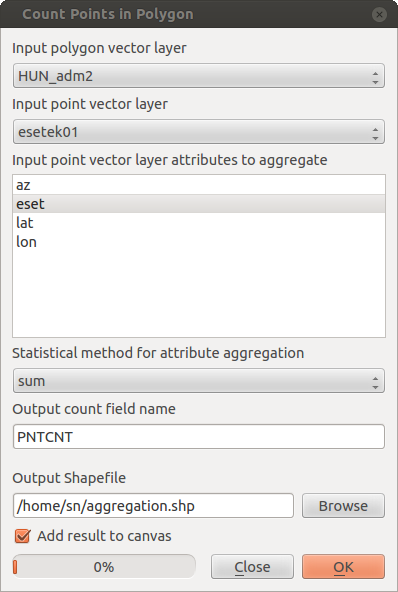 Count Points in Polygon
Input polygon vector layer
HUN_adm2
Input point vector layer
esetek01
Input point vector layer attributes to aggregate
az
eset
lat
lon
Statistical method for attribute aggregation
sum
Output count field name
PNTCNT
Output Shapefile
/home/sn/aggregation.shp Browse
Add result to canvas
0% Close OK